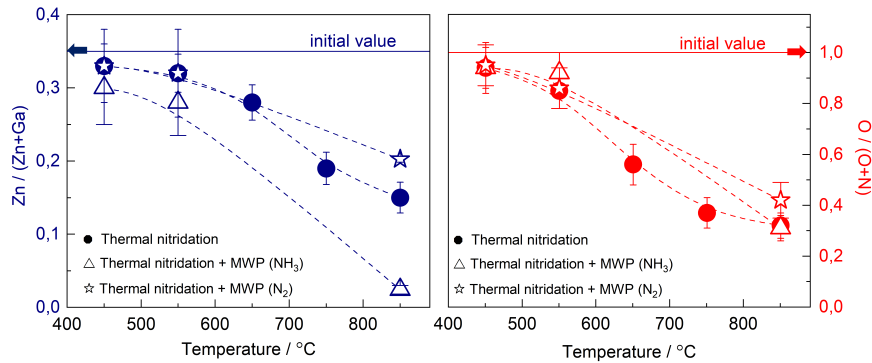 0,4
0,3
0,2
0,1
0,0
Zn / (Zn+Ga)
initial value
Thermal nitridation
Thermal nitridation + MWP (NH₃)
Thermal nitridation + MWP (N₂)
400 500 600 700 800
Temperature / °C
initial value
Thermal nitridation
Thermal nitridation + MWP (NH₃)
Thermal nitridation + MWP (N₂)
400 500 600 700 800
Temperature / °C
1,0
0,8
0,6
0,4
0,2
0,0
O / (O+N)